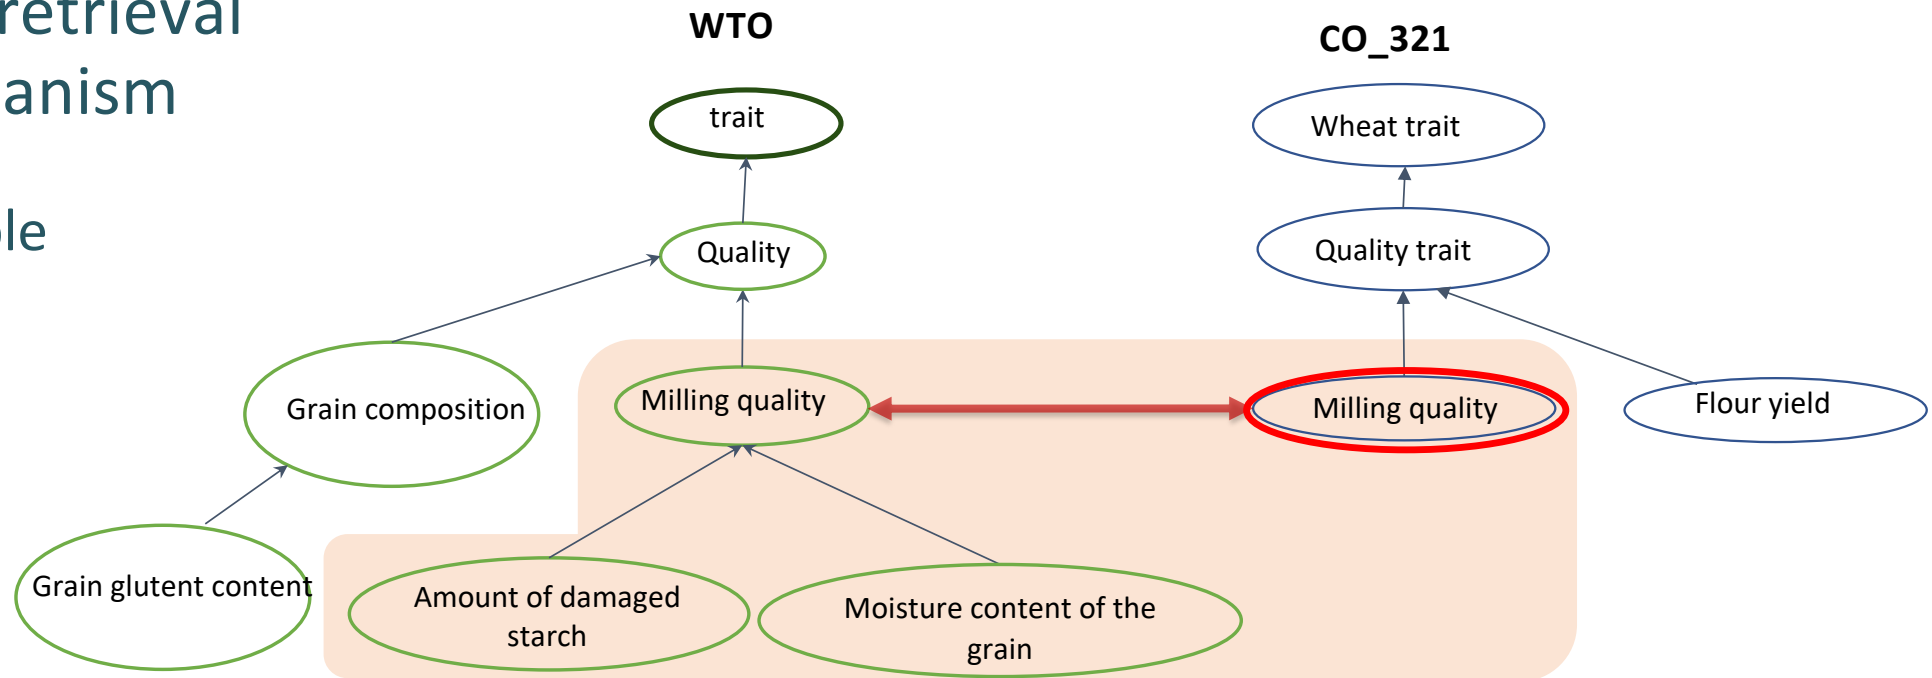 retrieval
anism
ole
WTO
CO_321
trait
Wheat trait
Quality
Quality trait
Grain composition
Milling quality
Milling quality
Flour yield
Grain glutent content
Amount of damaged
starch
Moisture content of the
grain